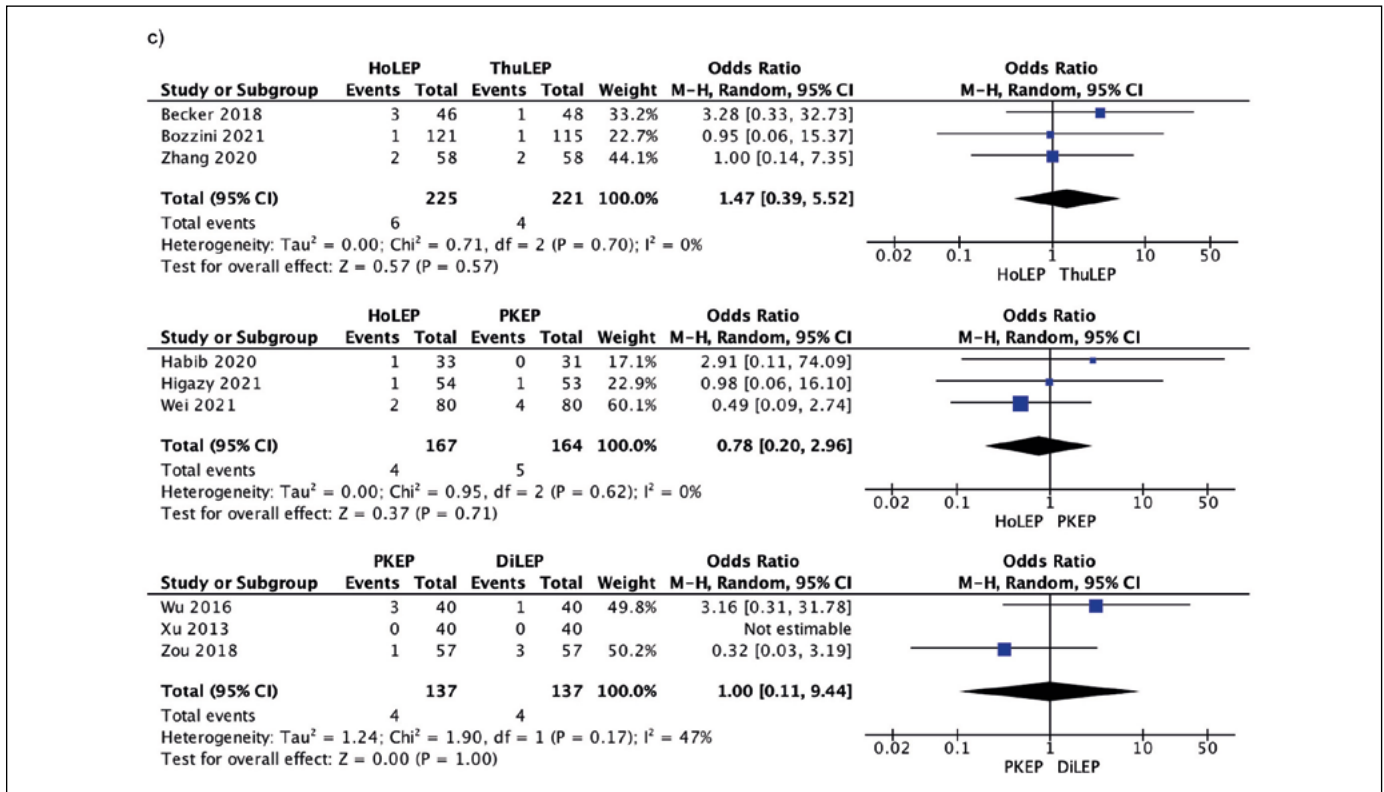 c)
HoLEP ThuLEP Odds Ratio Odds Ratio
Study or Subgroup Events Total Events Total Weight M-H, Random, 95% CI M-H, Random, 95% CI
Becker 2018 3 46 1 48 33.2% 3.28 [0.33, 32.73]
Bozzini 2021 1 121 1 115 22.7% 0.95 [0.06, 15.37]
Zhang 2020 2 58 2 58 44.1% 1.00 [0.14, 7.35]
Total (95% CI) 225 221 100.0% 1.47 [0.39, 5.52]
Total events 6 4
Heterogeneity: Tau² = 0.00; Chi² = 0.71, df = 2 (P = 0.70); I² = 0%
Test for overall effect: Z = 0.57 (P = 0.57)
0.02 0.1 1 10 50
HoLEP ThuLEP
HoLEP PKEP Odds Ratio Odds Ratio
Study or Subgroup Events Total Events Total Weight M-H, Random, 95% CI M-H, Random, 95% CI
Habib 2020 1 33 0 31 17.1% 2.91 [0.11, 74.09]
Higazy 2021 1 54 1 53 22.9% 0.98 [0.06, 16.10]
Wei 2021 2 80 4 80 60.1% 0.49 [0.09, 2.74]
Total (95% CI) 167 164 100.0% 0.78 [0.20, 2.96]
Total events 4 5
Heterogeneity: Tau² = 0.00; Chi² = 0.95, df = 2 (P = 0.62); I² = 0%
Test for overall effect: Z = 0.37 (P = 0.71)
0.02 0.1 1 10 50
HoLEP PKEP
PKEP DiLEP Odds Ratio Odds Ratio
Study or Subgroup Events Total Events Total Weight M-H, Random, 95% CI M-H, Random, 95% CI
Wu 2016 3 40 1 40 49.8% 3.16 [0.31, 31.78]
Xu 2013 0 40 0 40 Not estimable
Zou 2018 1 57 3 57 50.2% 0.32 [0.03, 3.19]
Total (95% CI) 137 137 100.0% 1.00 [0.11, 9.44]
Total events 4 4
Heterogeneity: Tau² = 1.24; Chi² = 1.90, df = 1 (P = 0.17); I² = 47%
Test for overall effect: Z = 0.00 (P = 1.00)
0.02 0.1 1 10 50
PKEP DiLEP